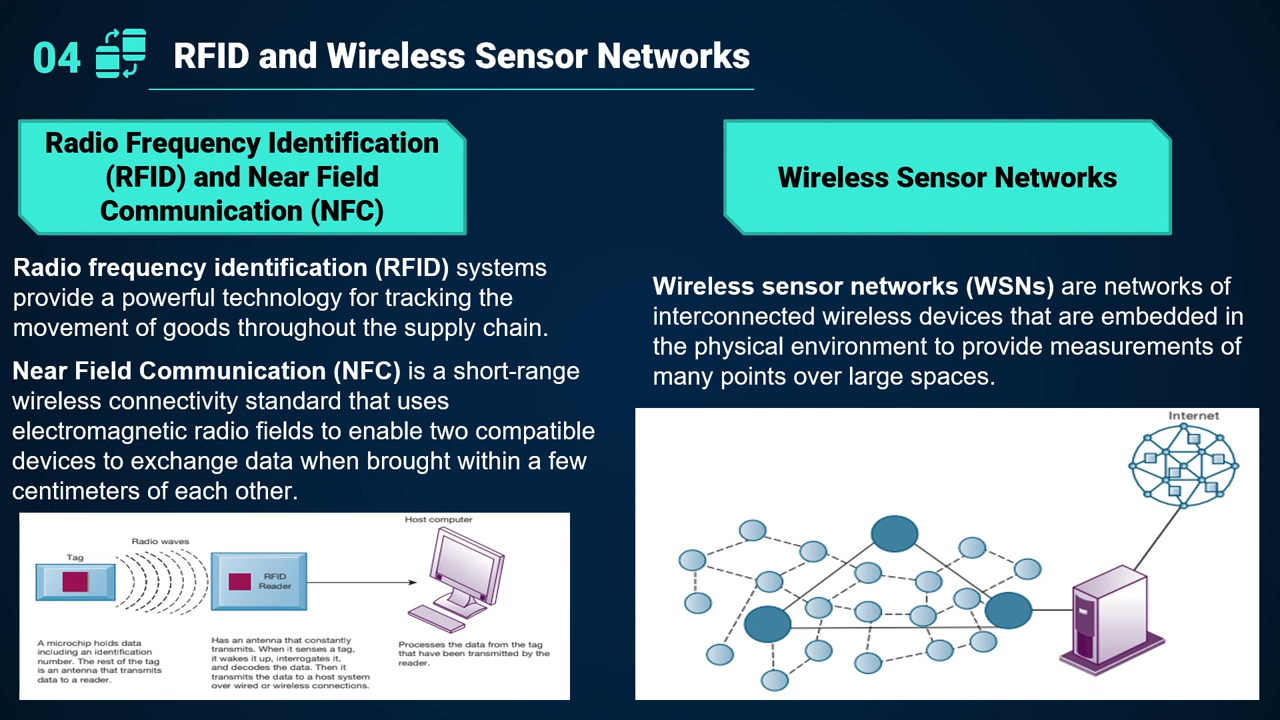 04 RFID and Wireless Sensor Networks
Radio Frequency Identification
(RFID) and Near Field
Communication (NFC)
Radio frequency identification (RFID) systems
provide a powerful technology for tracking the
movement of goods throughout the supply chain.
Near Field Communication (NFC) is a short-range
wireless connectivity standard that uses
electromagnetic radio fields to enable two compatible
devices to exchange data when brought within a few
centimeters of each other.
Tag
Radio waves
RFID
Reader
Host computer
A microchip holds data
including an identification
number. The rest of the tag
is an antenna that transmits
data to a reader.
Has an antenna that constantly
transmits. When it senses a tag,
it wakes it up, interrogates it,
and decodes the data. Then it
transmits the data to a host system
over wired or wireless connections.
Processes the data from the tag
that have been transmitted by the
reader.
Wireless Sensor Networks
Wireless sensor networks (WSNs) are networks of
interconnected wireless devices that are embedded in
the physical environment to provide measurements of
many points over large spaces.
Internet